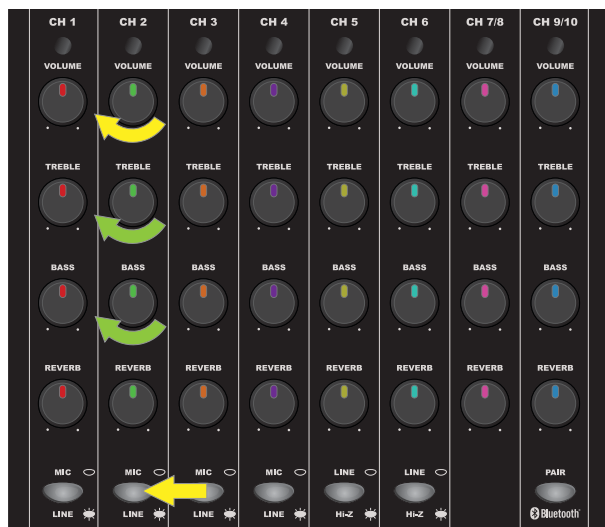 CH 1 CH 2 CH 3 CH 4 CH 5 CH 6 CH 7/8 CH 9/10
VOLUME VOLUME VOLUME VOLUME VOLUME VOLUME VOLUME VOLUME
TREBLE TREBLE TREBLE TREBLE TREBLE TREBLE TREBLE TREBLE
BASS BASS BASS BASS BASS BASS BASS BASS
REVERB REVERB REVERB REVERB REVERB REVERB REVERB REVERB
MIC MIC MIC MIC LINE LINE PAIR
LINE LINE LINE LINE Hi-Z Hi-Z Bluetooth